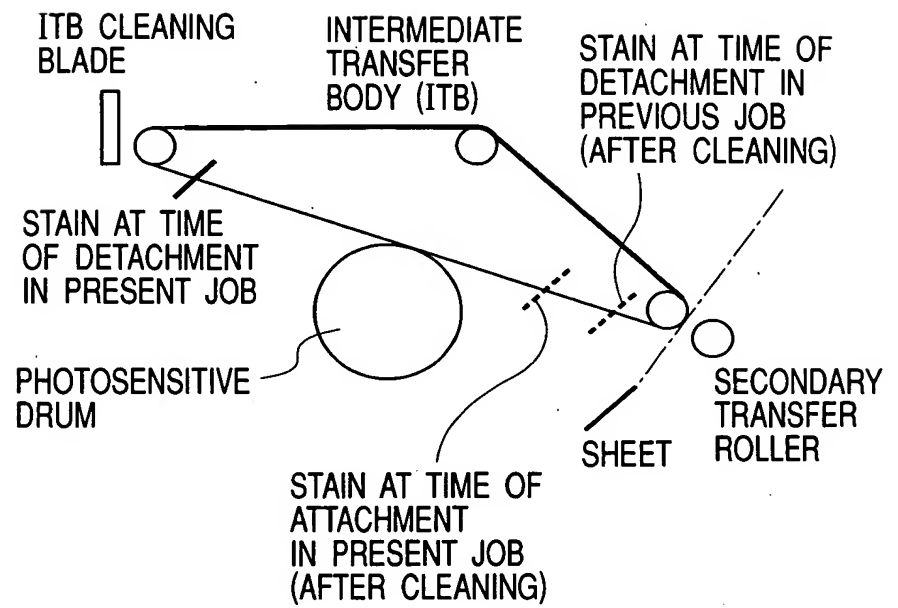 ITB CLEANING
BLADE
INTERMEDIATE
TRANSFER
BODY (ITB)
STAIN AT TIME OF
DETACHMENT IN
PREVIOUS JOB
(AFTER CLEANING)
STAIN AT TIME
OF DETACHMENT
IN PRESENT JOB
PHOTOSENSITIVE
DRUM
SECONDARY
TRANSFER
ROLLER
SHEET
STAIN AT TIME OF
ATTACHMENT
IN PRESENT JOB
(AFTER CLEANING)